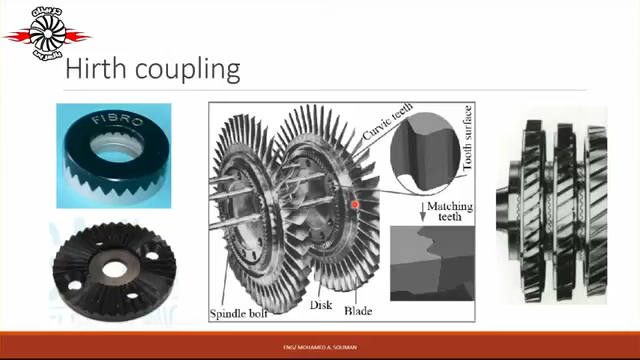 Hirth coupling
FIBRO
Curvic teeth
Tooth surface
Matching
teeth
Spindle bolt
Disk
Blade
ENG/ MOHAMED A. SOLIMAN